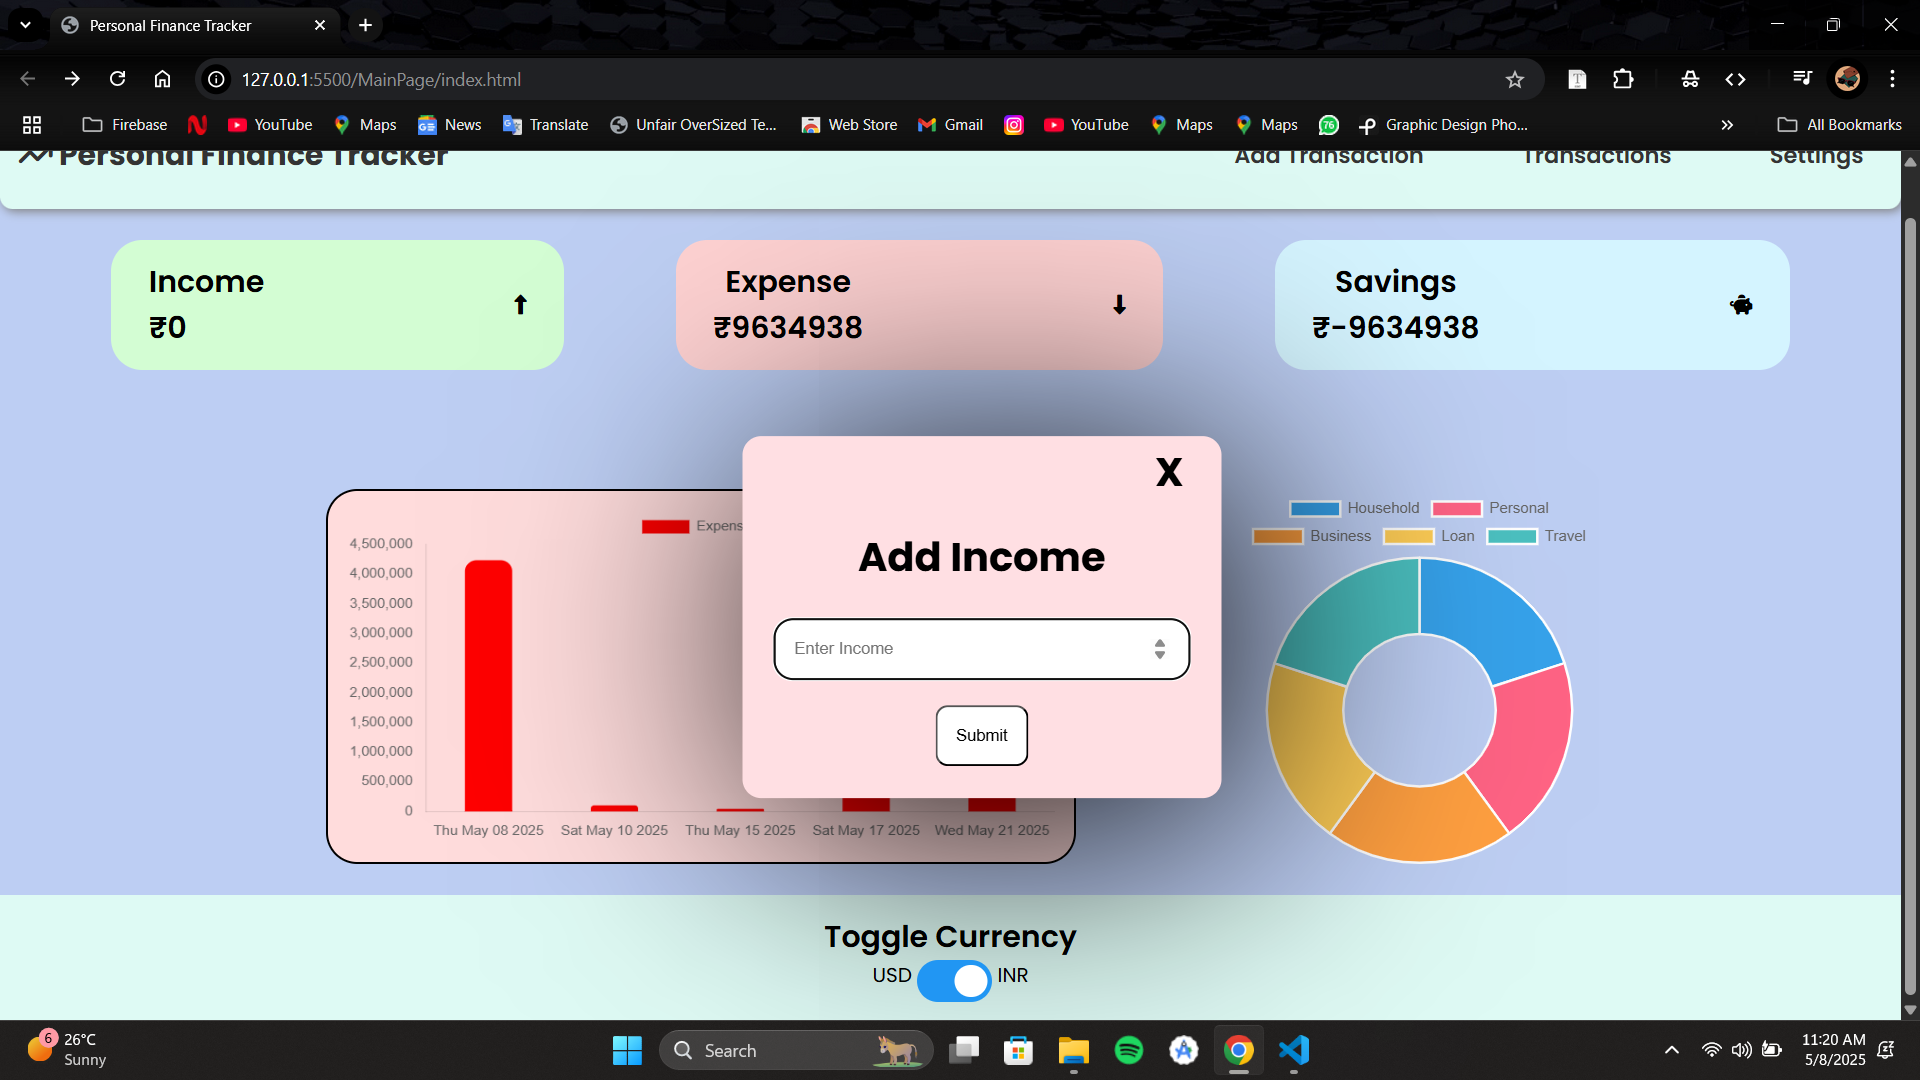 Personal Finance Tracker
127.0.0.1:5500/MainPage/index.html
Firebase YouTube Maps News Translate Unfair OverSized Te... Web Store Gmail YouTube Maps Maps 76 Graphic Design Pho... » All Bookmarks
Personal Finance Tracker Add Transaction Transactions Settings
Income Expense Savings
₹0 ₹9634938 ₹-9634938
X
Add Income
Enter Income
Submit
Expens
4,500,000
4,000,000
3,500,000
3,000,000
2,500,000
2,000,000
1,500,000
1,000,000
500,000
0
Thu May 08 2025 Sat May 10 2025 Thu May 15 2025 Sat May 17 2025 Wed May 21 2025
Household Personal
Business Loan Travel
Toggle Currency
USD INR
6 26°C
Sunny
Search
11:20 AM
5/8/2025